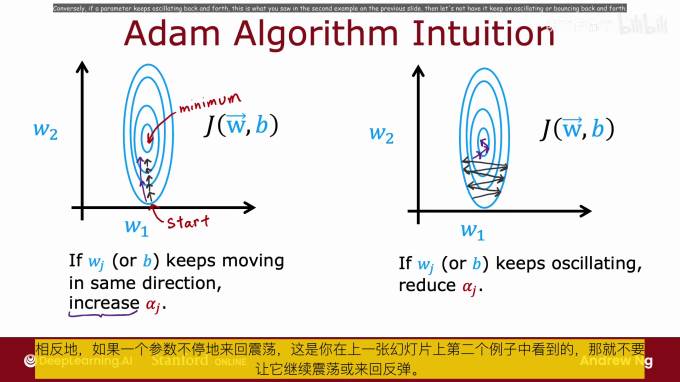 Conversely, if a parameter keeps oscillating back and forth, this is what you saw in the second example on the previous slide, then let's not have it keep on oscillating or bouncing back and forth.
bilibili
Adam Algorithm Intuition
w₂
minimum
J(w⃗, b)
w₁
start
If wⱼ (or b) keeps moving
in same direction,
increase αⱼ.
w₂
J(w⃗, b)
w₁
If wⱼ (or b) keeps oscillating,
reduce αⱼ.
相反地，如果一个参数不停地来回震荡，这是你在上一张幻灯片上第二个例子中看到的，那就不要
让它继续震荡或来回反弹。
DeepLearning.AI Stanford ONLINE Andrew Ng